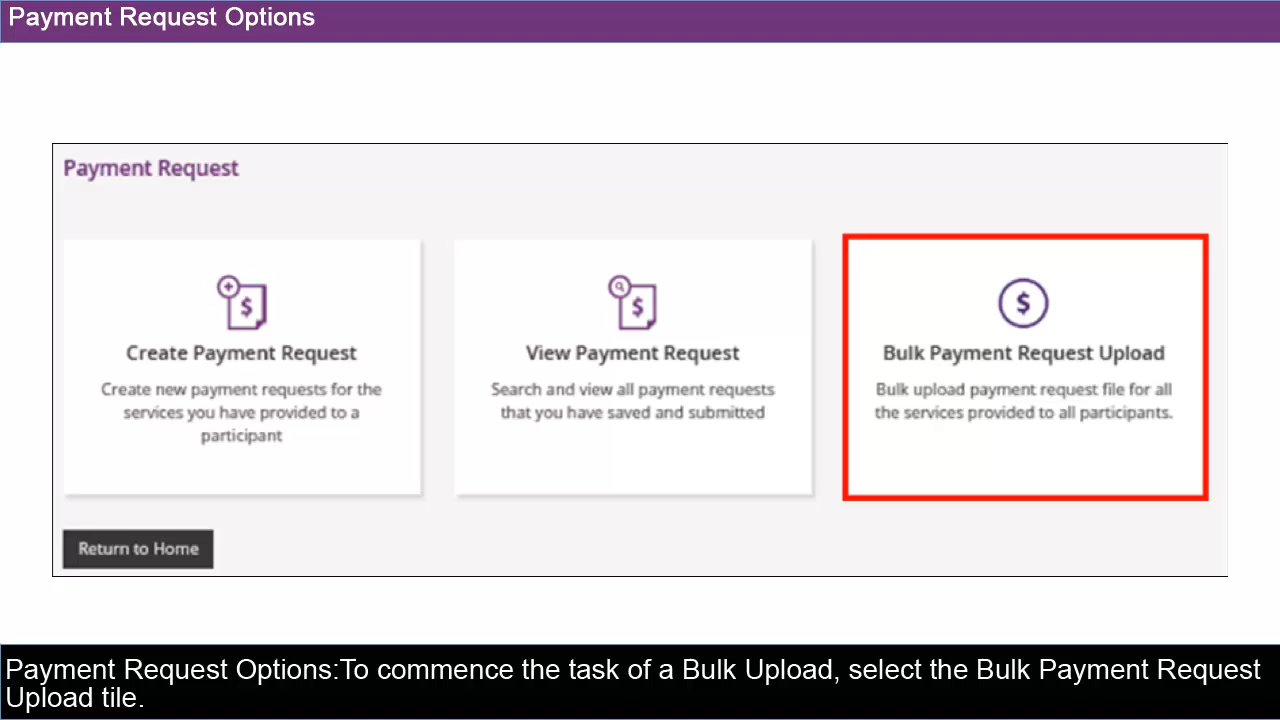 Payment Request Options
Payment Request
Create Payment Request
Create new payment requests for the
services you have provided to a
participant
View Payment Request
Search and view all payment requests
that you have saved and submitted
Bulk Payment Request Upload
Bulk upload payment request file for all
the services provided to all participants.
Return to Home
Payment Request Options:To commence the task of a Bulk Upload, select the Bulk Payment Request
Upload tile.